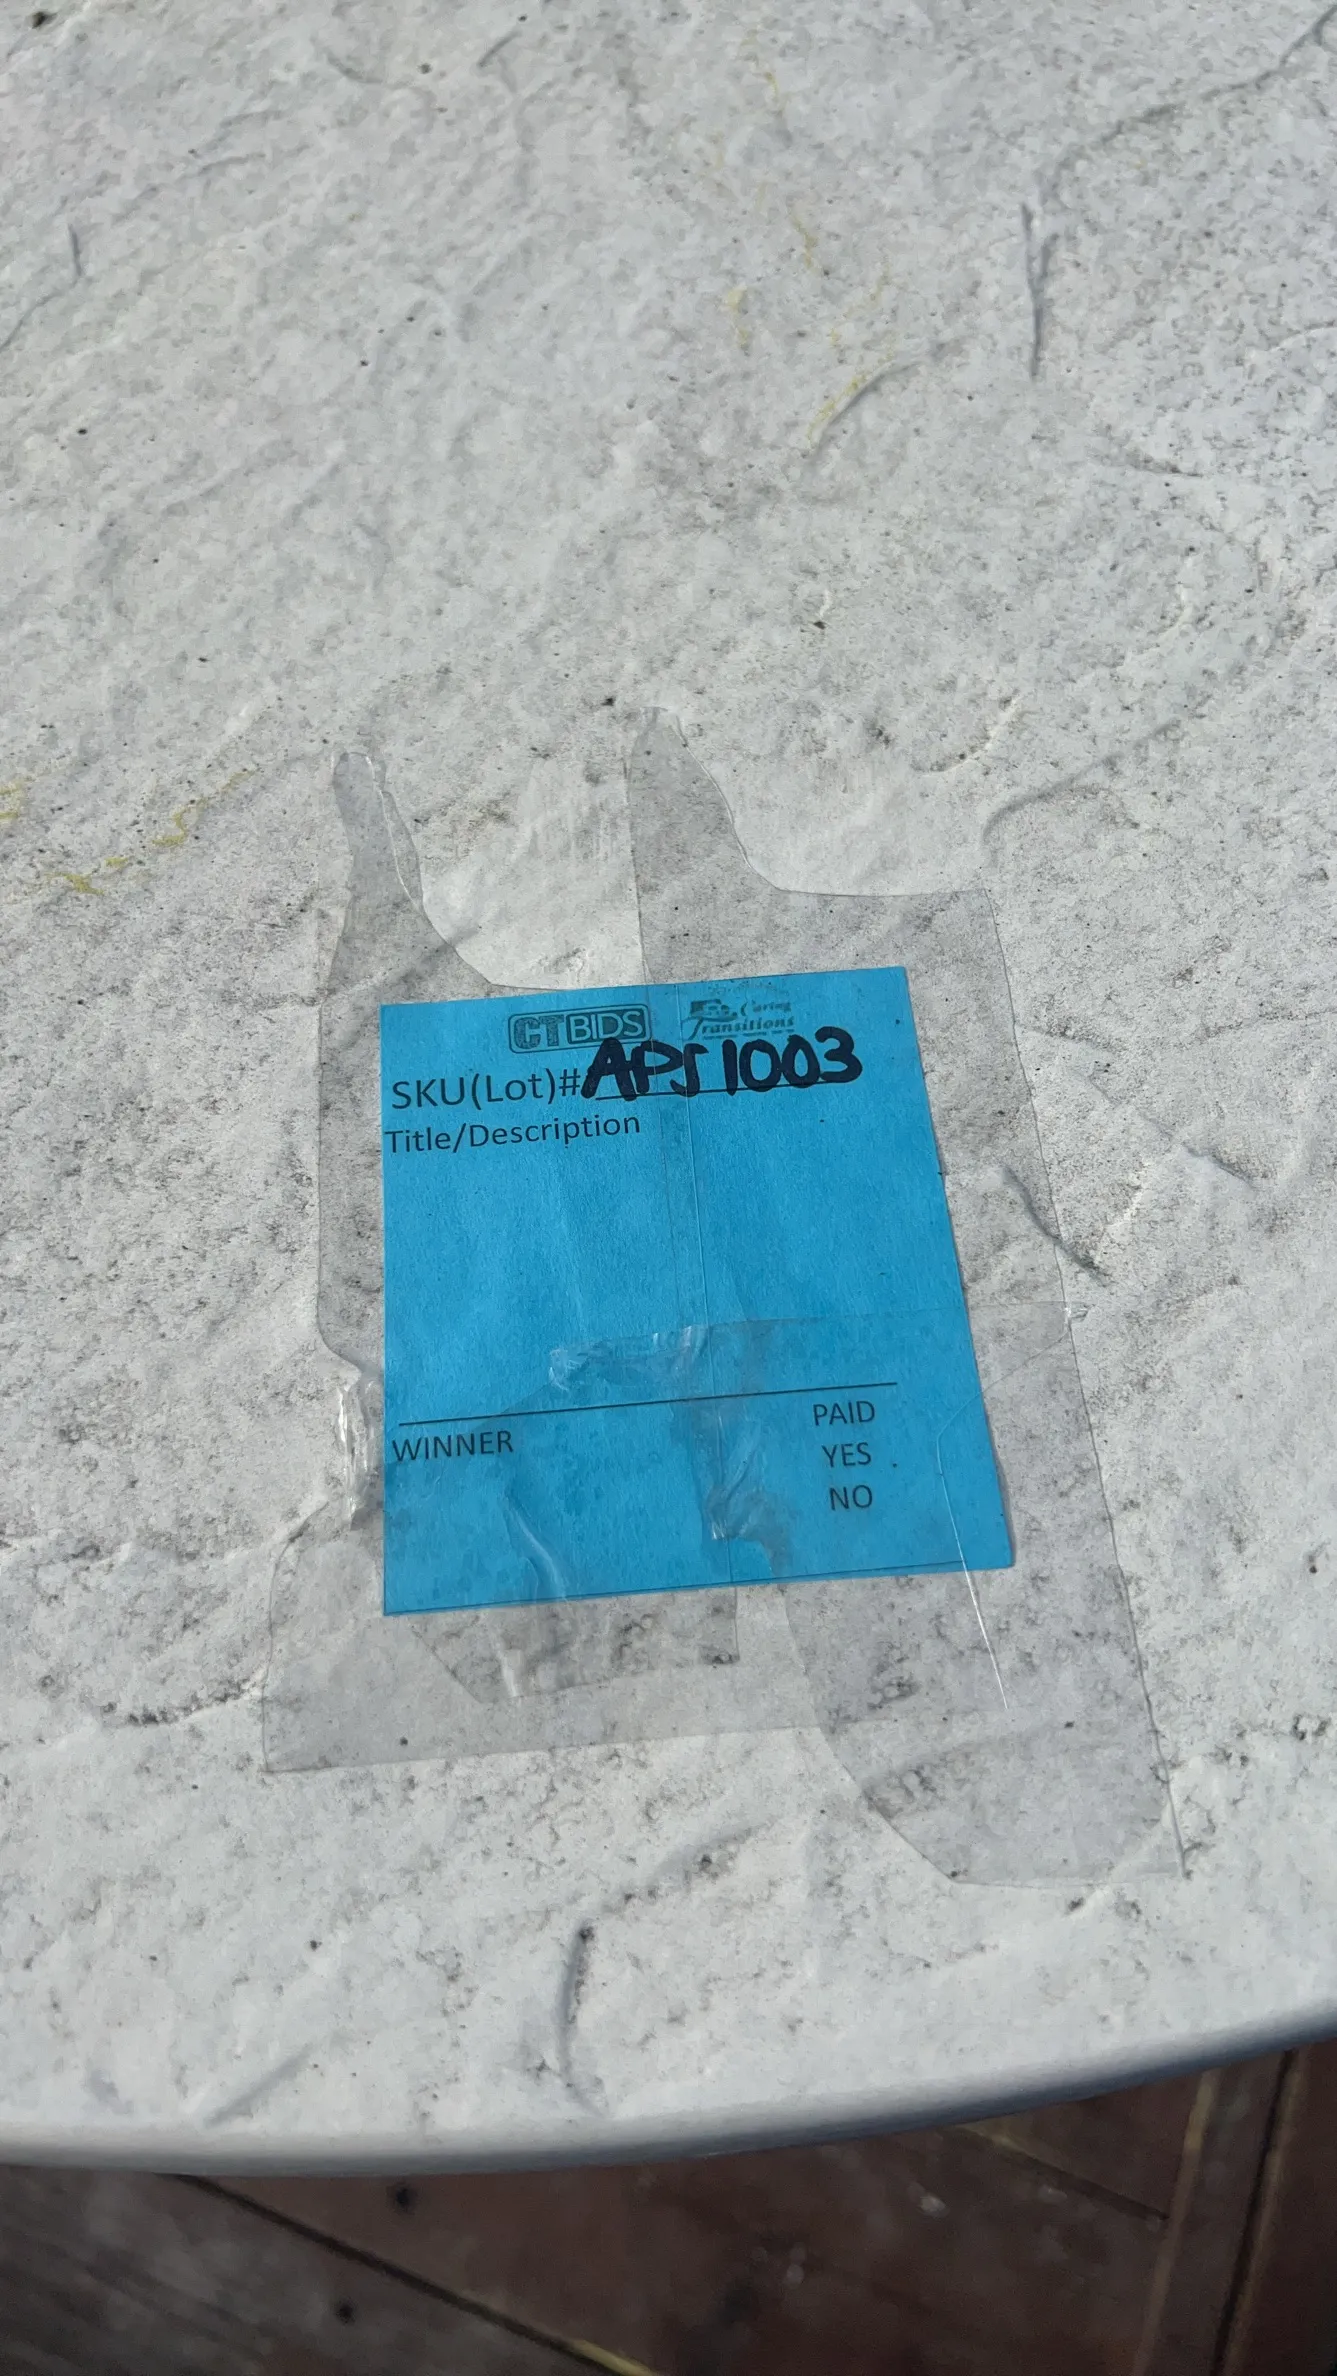 CTBIDS Caring Transitions
SKU(Lot)# APS1003
Title/Description
WINNER PAID
YES
NO